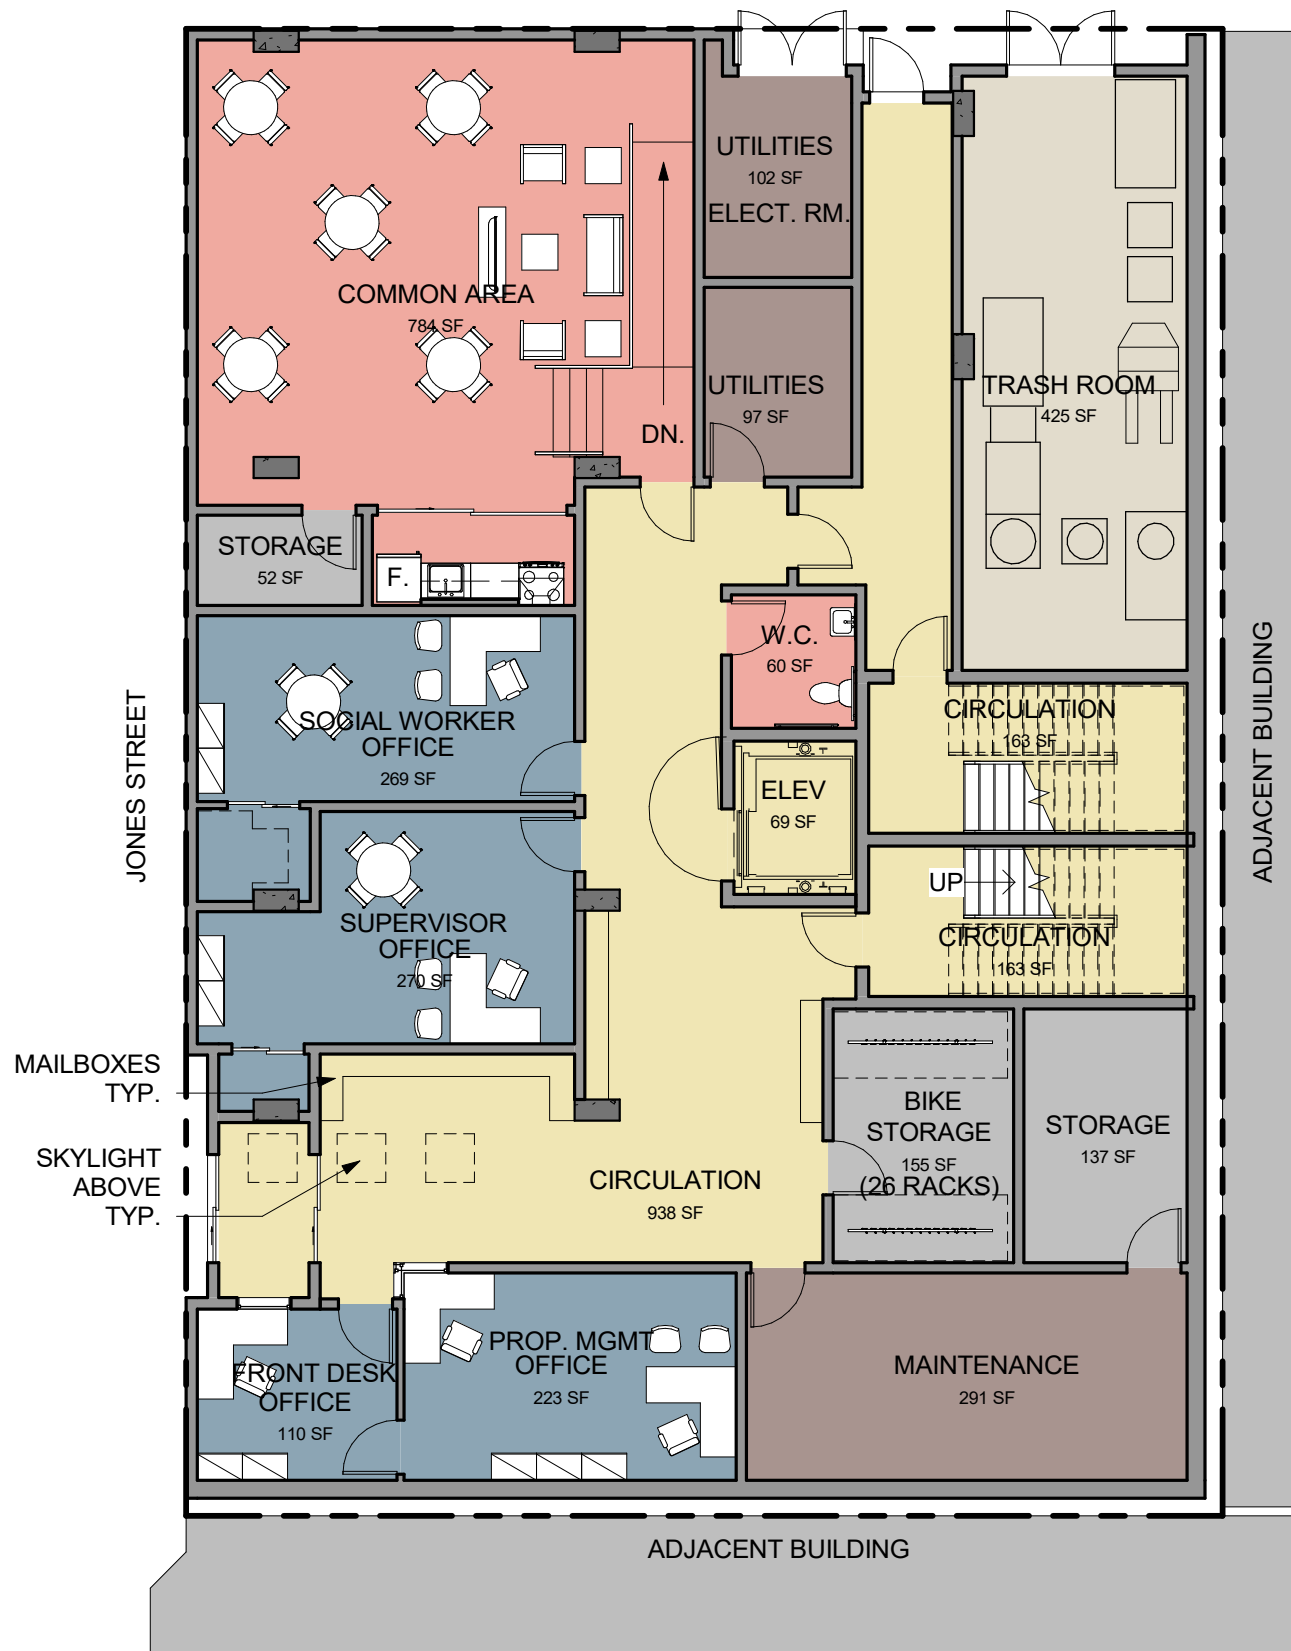 UTILITIES
102 SF
ELECT. RM.
COMMON AREA
784 SF
UTILITIES
97 SF
TRASH ROOM
425 SF
DN.
STORAGE
52 SF
F.
W.C.
60 SF
SOCIAL WORKER
OFFICE
269 SF
CIRCULATION
163 SF
ELEV
69 SF
JONES STREET
ADJACENT BUILDING
UP
CIRCULATION
163 SF
SUPERVISOR
OFFICE
270 SF
MAILBOXES
TYP.
BIKE
STORAGE
155 SF
(26 RACKS)
STORAGE
137 SF
SKYLIGHT
ABOVE
TYP.
CIRCULATION
938 SF
FRONT DESK
OFFICE
110 SF
PROP. MGMT
OFFICE
223 SF
MAINTENANCE
291 SF
ADJACENT BUILDING